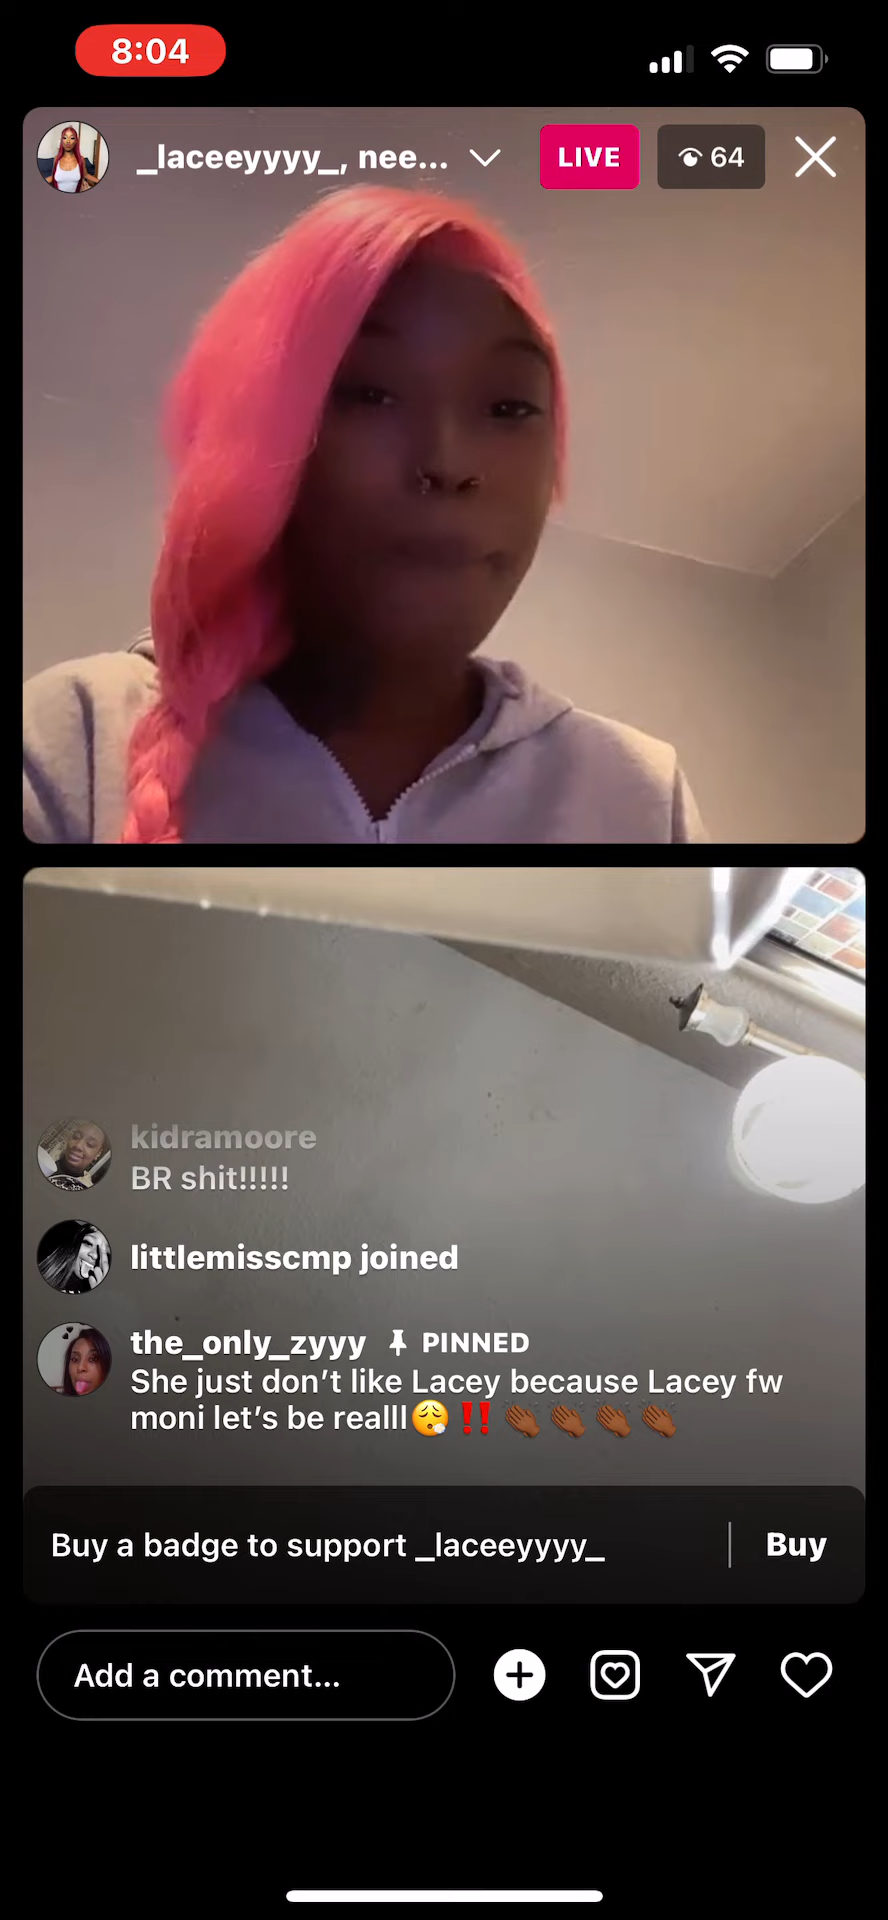 8:04
_laceeyyyy_, nee...
LIVE
64
kidramoore
BR shit!!!!!
littlemisscmp joined
the_only_zyyy PINNED
She just don’t like Lacey because Lacey fw
moni let’s be realll😮‍💨‼️👏🏾👏🏾👏🏾👏🏾
Buy a badge to support _laceeyyyy_
Buy
Add a comment...